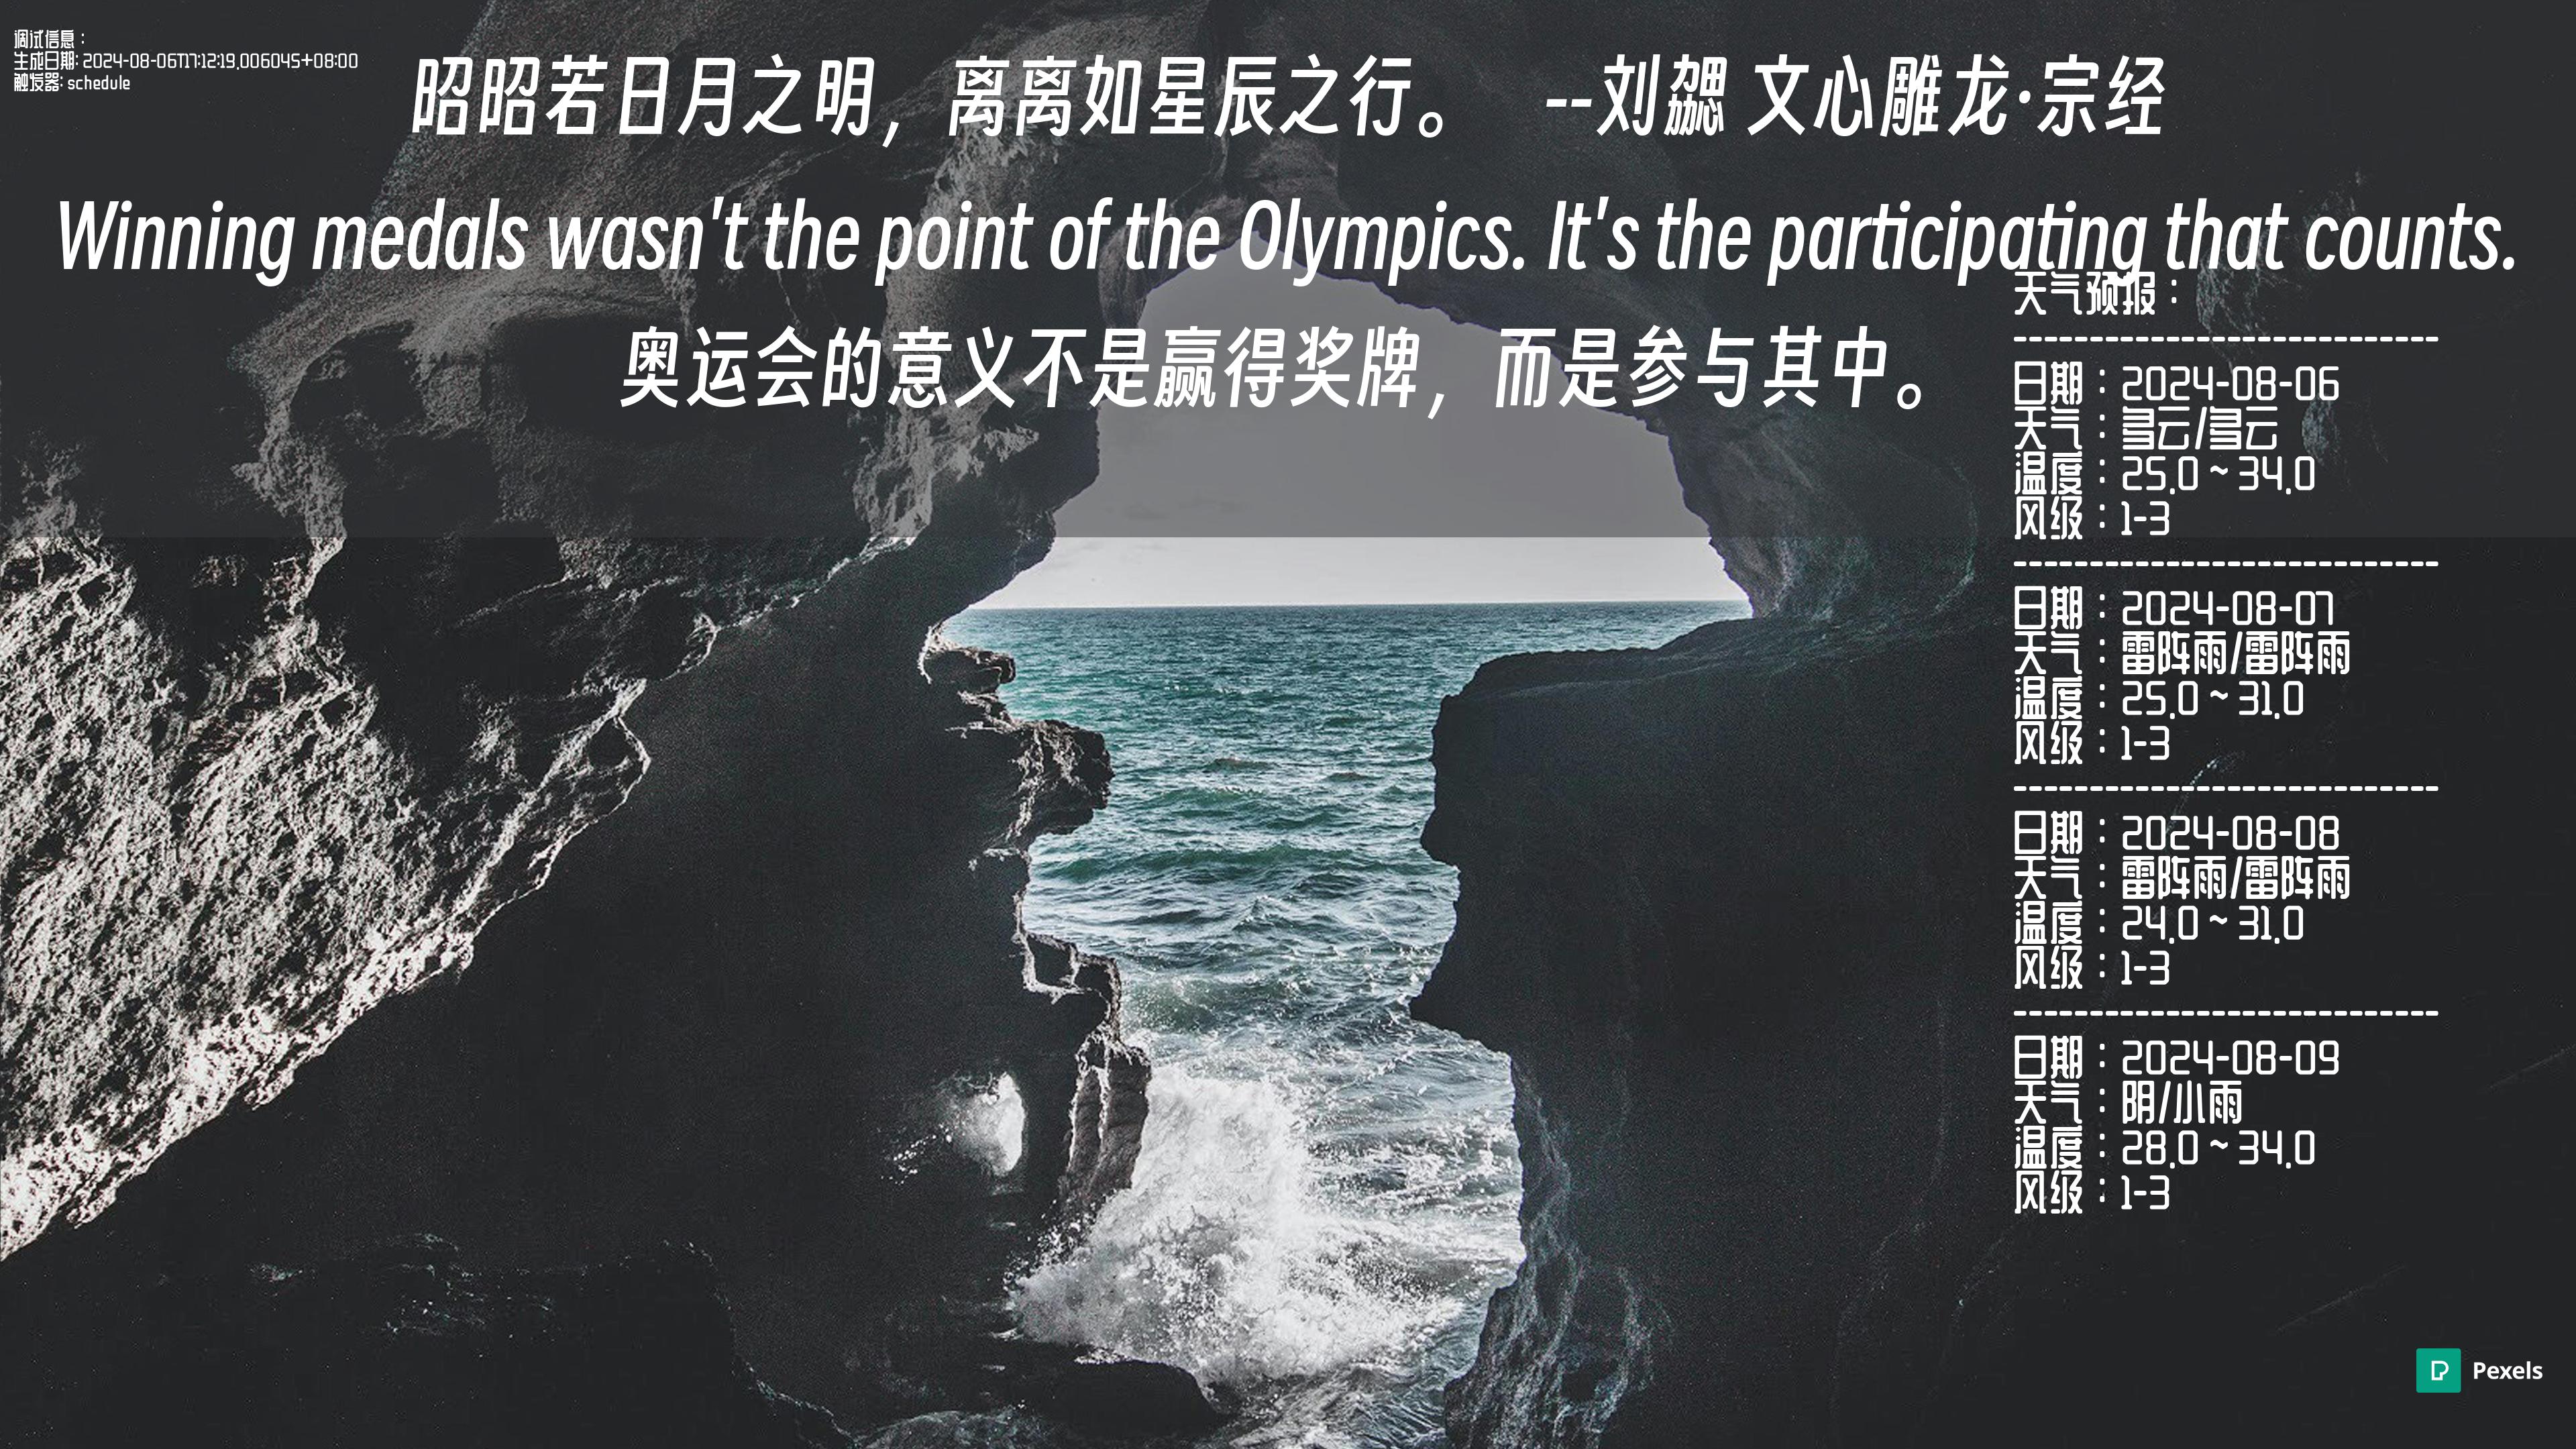 调试信息：
生成日期: 2024-08-06T17:12:19.006045+08:00
触发器: schedule
昭昭若日月之明，离离如星辰之行。 --刘勰 文心雕龙·宗经
Winning medals wasn't the point of the Olympics. It's the participating that counts.
奥运会的意义不是赢得奖牌，而是参与其中。
天气预报：
----------------------------
日期：2024-08-06
天气：多云/多云
温度：25.0 ~ 34.0
风级：1-3
----------------------------
日期：2024-08-07
天气：雷阵雨/雷阵雨
温度：25.0 ~ 31.0
风级：1-3
----------------------------
日期：2024-08-08
天气：雷阵雨/雷阵雨
温度：24.0 ~ 31.0
风级：1-3
----------------------------
日期：2024-08-09
天气：阴/小雨
温度：28.0 ~ 34.0
风级：1-3
Pexels